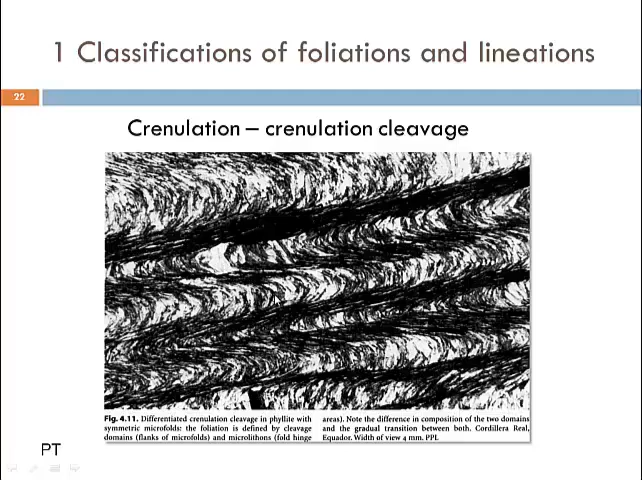 1 Classifications of foliations and lineations
22
Crenulation – crenulation cleavage
Fig. 4.11. Differentiated crenulation cleavage in phyllite with
symmetric microfolds: the foliation is defined by cleavage
domains (flanks of microfolds) and microlithons (fold hinge
areas). Note the difference in composition of the two domains
and the gradual transition between both. Cordillera Real,
Equador. Width of view 4 mm. PPL
PT